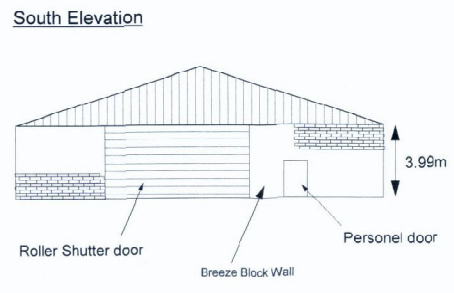 South Elevation
3.99m
Roller Shutter door
Personel door
Breeze Block Wall